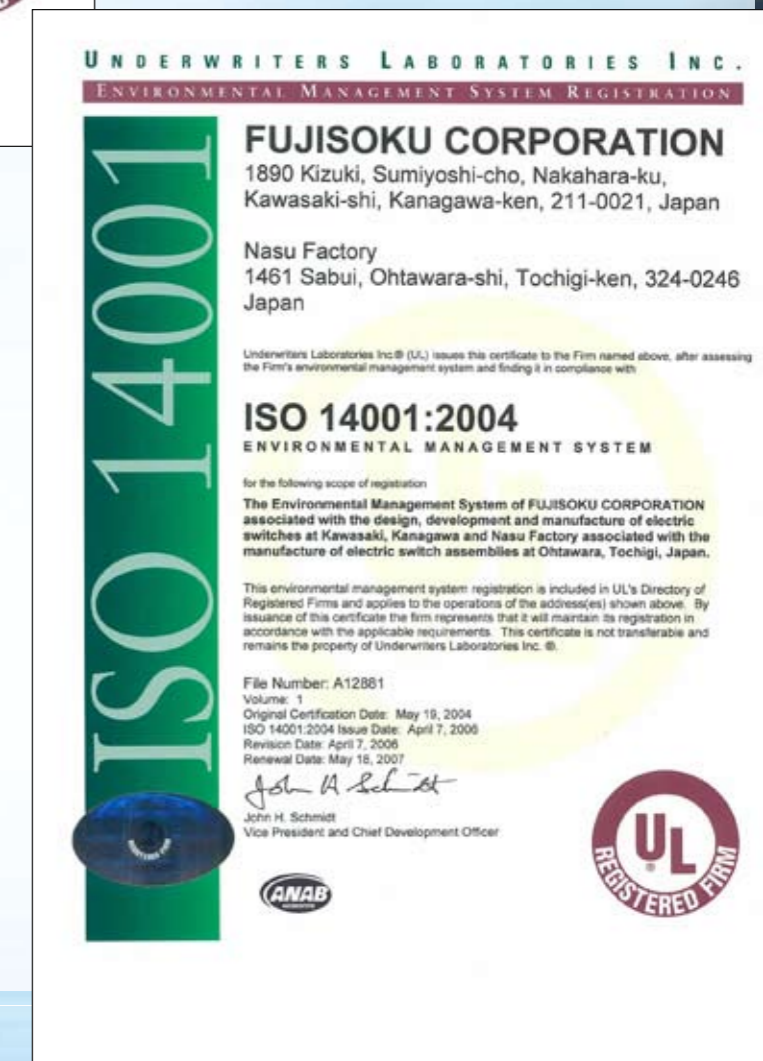 UNDERWRITERS LABORATORIES INC.
ENVIRONMENTAL MANAGEMENT SYSTEM REGISTRATION
ISO 14001
FUJISOKU CORPORATION
1890 Kizuki, Sumiyoshi-cho, Nakahara-ku,
Kawasaki-shi, Kanagawa-ken, 211-0021, Japan
Nasu Factory
1461 Sabui, Ohtawara-shi, Tochigi-ken, 324-0246
Japan
Underwriters Laboratories Inc.® (UL) issues this certificate to the Firm named above, after assessing
the Firm's environmental management system and finding it in compliance with
ISO 14001:2004
ENVIRONMENTAL MANAGEMENT SYSTEM
for the following scope of registration
The Environmental Management System of FUJISOKU CORPORATION
associated with the design, development and manufacture of electric
switches at Kawasaki, Kanagawa and Nasu Factory associated with the
manufacture of electric switch assemblies at Ohtawara, Tochigi, Japan.
This environmental management system registration is included in UL's Directory of
Registered Firms and applies to the operations of the address(es) shown above. By
issuance of this certificate the firm represents that it will maintain its registration in
accordance with the applicable requirements. This certificate is not transferable and
remains the property of Underwriters Laboratories Inc. ®.
File Number: A12881
Volume: 1
Original Certification Date: May 19, 2004
ISO 14001:2004 Issue Date: April 7, 2006
Revision Date: April 7, 2006
Renewal Date: May 18, 2007
John H Schmidt
John H. Schmidt
Vice President and Chief Development Officer
REGISTERED FIRM
ANAB
UL ®
REGISTERED FIRM